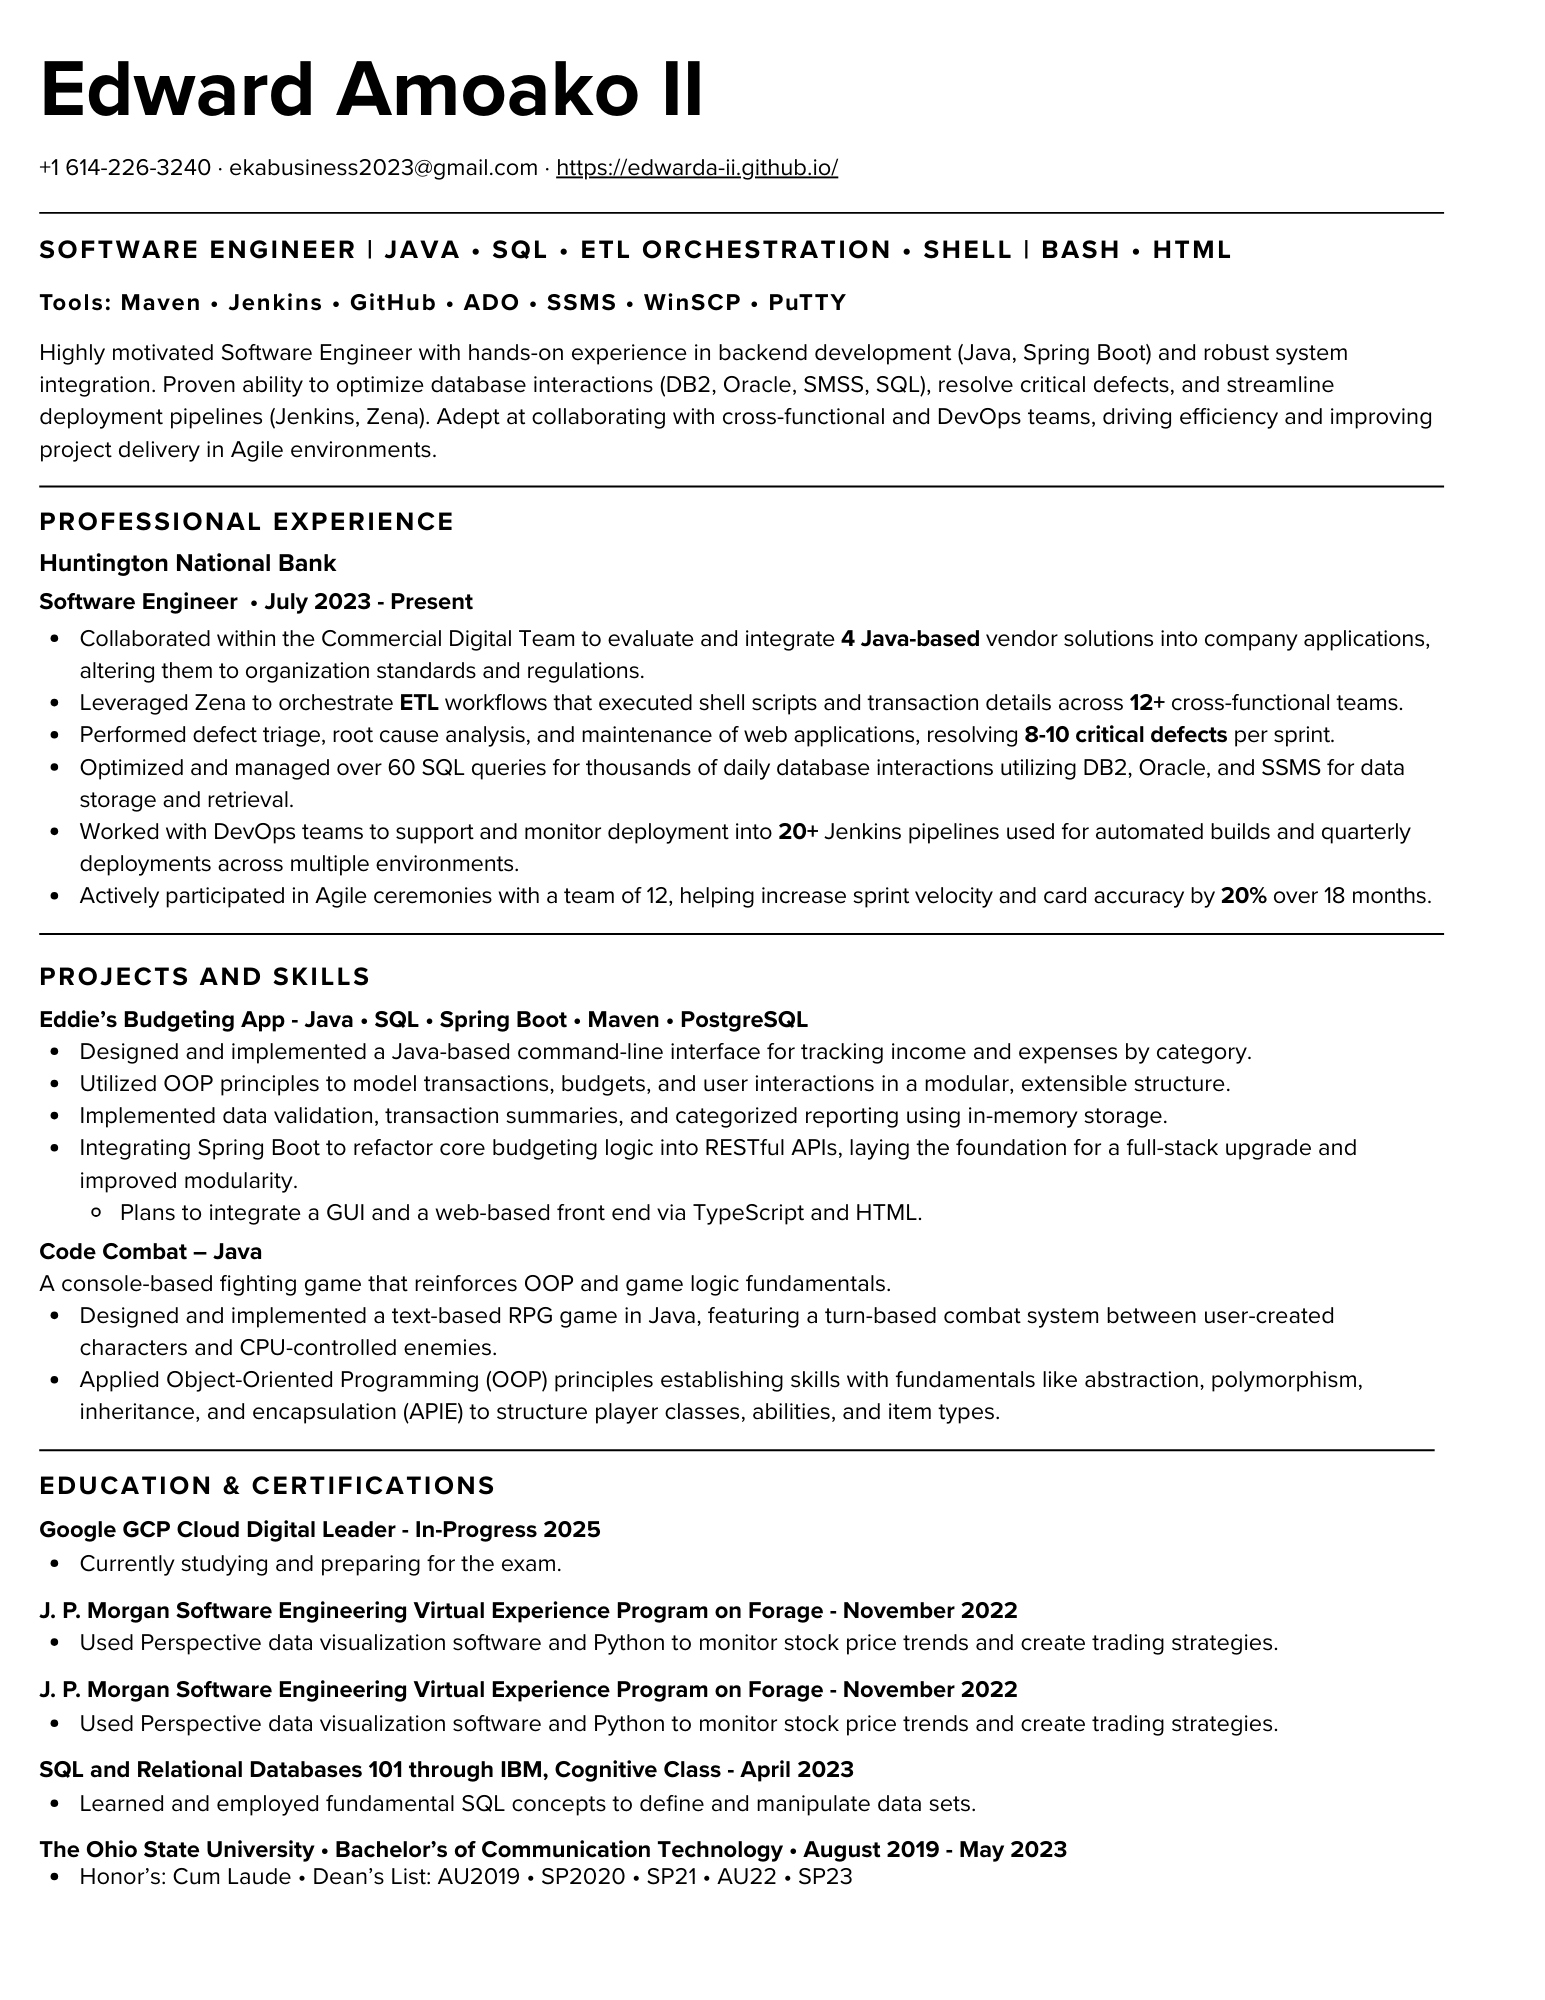 Edward Amoako II
+1 614-226-3240 · ekabusiness2023@gmail.com · https://edwarda-ii.github.io/
SOFTWARE ENGINEER | JAVA • SQL • ETL ORCHESTRATION • SHELL | BASH • HTML
Tools: Maven • Jenkins • GitHub • ADO • SSMS • WinSCP • PuTTY
Highly motivated Software Engineer with hands-on experience in backend development (Java, Spring Boot) and robust system
integration. Proven ability to optimize database interactions (DB2, Oracle, SMSS, SQL), resolve critical defects, and streamline
deployment pipelines (Jenkins, Zena). Adept at collaborating with cross-functional and DevOps teams, driving efficiency and improving
project delivery in Agile environments.
PROFESSIONAL EXPERIENCE
Huntington National Bank
Software Engineer • July 2023 - Present
• Collaborated within the Commercial Digital Team to evaluate and integrate 4 Java-based vendor solutions into company applications,
altering them to organization standards and regulations.
• Leveraged Zena to orchestrate ETL workflows that executed shell scripts and transaction details across 12+ cross-functional teams.
• Performed defect triage, root cause analysis, and maintenance of web applications, resolving 8-10 critical defects per sprint.
• Optimized and managed over 60 SQL queries for thousands of daily database interactions utilizing DB2, Oracle, and SSMS for data
storage and retrieval.
• Worked with DevOps teams to support and monitor deployment into 20+ Jenkins pipelines used for automated builds and quarterly
deployments across multiple environments.
• Actively participated in Agile ceremonies with a team of 12, helping increase sprint velocity and card accuracy by 20% over 18 months.
PROJECTS AND SKILLS
Eddie’s Budgeting App - Java • SQL • Spring Boot • Maven • PostgreSQL
• Designed and implemented a Java-based command-line interface for tracking income and expenses by category.
• Utilized OOP principles to model transactions, budgets, and user interactions in a modular, extensible structure.
• Implemented data validation, transaction summaries, and categorized reporting using in-memory storage.
• Integrating Spring Boot to refactor core budgeting logic into RESTful APIs, laying the foundation for a full-stack upgrade and
improved modularity.
◦ Plans to integrate a GUI and a web-based front end via TypeScript and HTML.
Code Combat – Java
A console-based fighting game that reinforces OOP and game logic fundamentals.
• Designed and implemented a text-based RPG game in Java, featuring a turn-based combat system between user-created
characters and CPU-controlled enemies.
• Applied Object-Oriented Programming (OOP) principles establishing skills with fundamentals like abstraction, polymorphism,
inheritance, and encapsulation (APIE) to structure player classes, abilities, and item types.
EDUCATION & CERTIFICATIONS
Google GCP Cloud Digital Leader - In-Progress 2025
• Currently studying and preparing for the exam.
J. P. Morgan Software Engineering Virtual Experience Program on Forage - November 2022
• Used Perspective data visualization software and Python to monitor stock price trends and create trading strategies.
J. P. Morgan Software Engineering Virtual Experience Program on Forage - November 2022
• Used Perspective data visualization software and Python to monitor stock price trends and create trading strategies.
SQL and Relational Databases 101 through IBM, Cognitive Class - April 2023
• Learned and employed fundamental SQL concepts to define and manipulate data sets.
The Ohio State University • Bachelor’s of Communication Technology • August 2019 - May 2023
• Honor’s: Cum Laude • Dean’s List: AU2019 • SP2020 • SP21 • AU22 • SP23